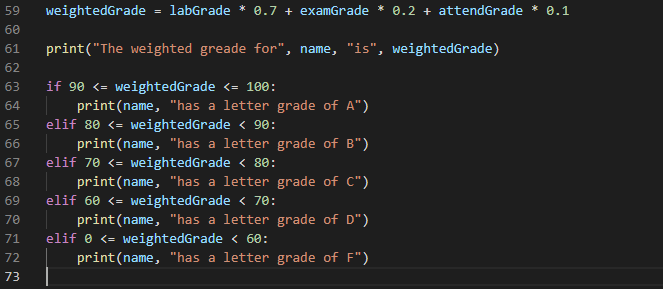 59 weightedGrade = labGrade * 0.7 + examGrade * 0.2 + attendGrade * 0.1
60
61 print("The weighted greade for", name, "is", weightedGrade)
62
63 if 90 <= weightedGrade <= 100:
64     print(name, "has a letter grade of A")
65 elif 80 <= weightedGrade < 90:
66     print(name, "has a letter grade of B")
67 elif 70 <= weightedGrade < 80:
68     print(name, "has a letter grade of C")
69 elif 60 <= weightedGrade < 70:
70     print(name, "has a letter grade of D")
71 elif 0 <= weightedGrade < 60:
72     print(name, "has a letter grade of F")
73